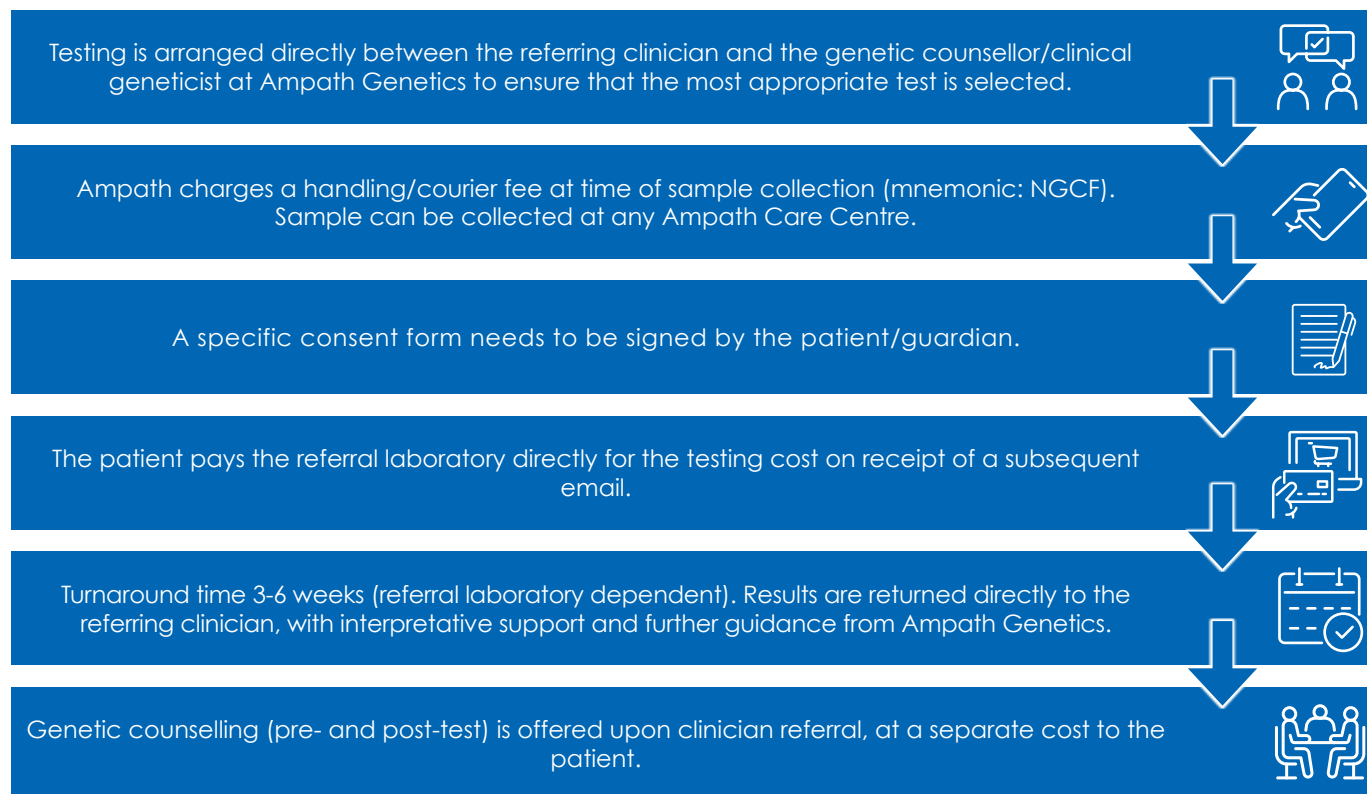 Testing is arranged directly between the referring clinician and the genetic counsellor/clinical
geneticist at Ampath Genetics to ensure that the most appropriate test is selected.
Ampath charges a handling/courier fee at time of sample collection (mnemonic: NGCF).
Sample can be collected at any Ampath Care Centre.
A specific consent form needs to be signed by the patient/guardian.
The patient pays the referral laboratory directly for the testing cost on receipt of a subsequent
email.
Turnaround time 3-6 weeks (referral laboratory dependent). Results are returned directly to the
referring clinician, with interpretative support and further guidance from Ampath Genetics.
Genetic counselling (pre- and post-test) is offered upon clinician referral, at a separate cost to the
patient.